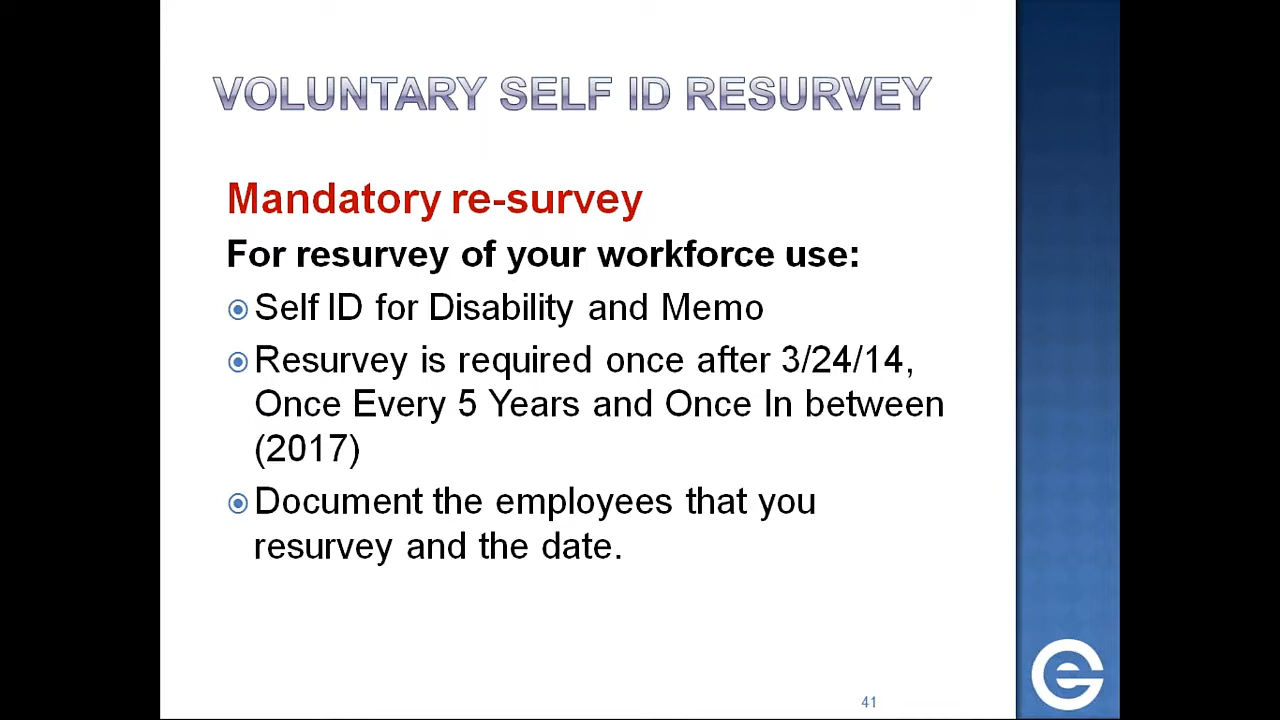 VOLUNTARY SELF ID RESURVEY
Mandatory re-survey
For resurvey of your workforce use:
Self ID for Disability and Memo
Resurvey is required once after 3/24/14,
Once Every 5 Years and Once In between
(2017)
Document the employees that you
resurvey and the date.
41